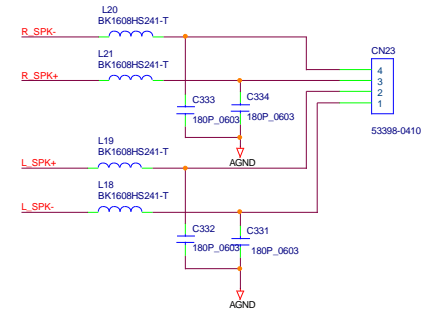 L20
BK1608HS241-T
R_SPK-
L21
BK1608HS241-T
CN23
R_SPK+
4
3
2
1
C333
C334
180P_0603
180P_0603
53398-0410
L19
BK1608HS241-T
AGND
L_SPK+
L18
BK1608HS241-T
L_SPK-
C332
C331
180P_0603
180P_0603
AGND